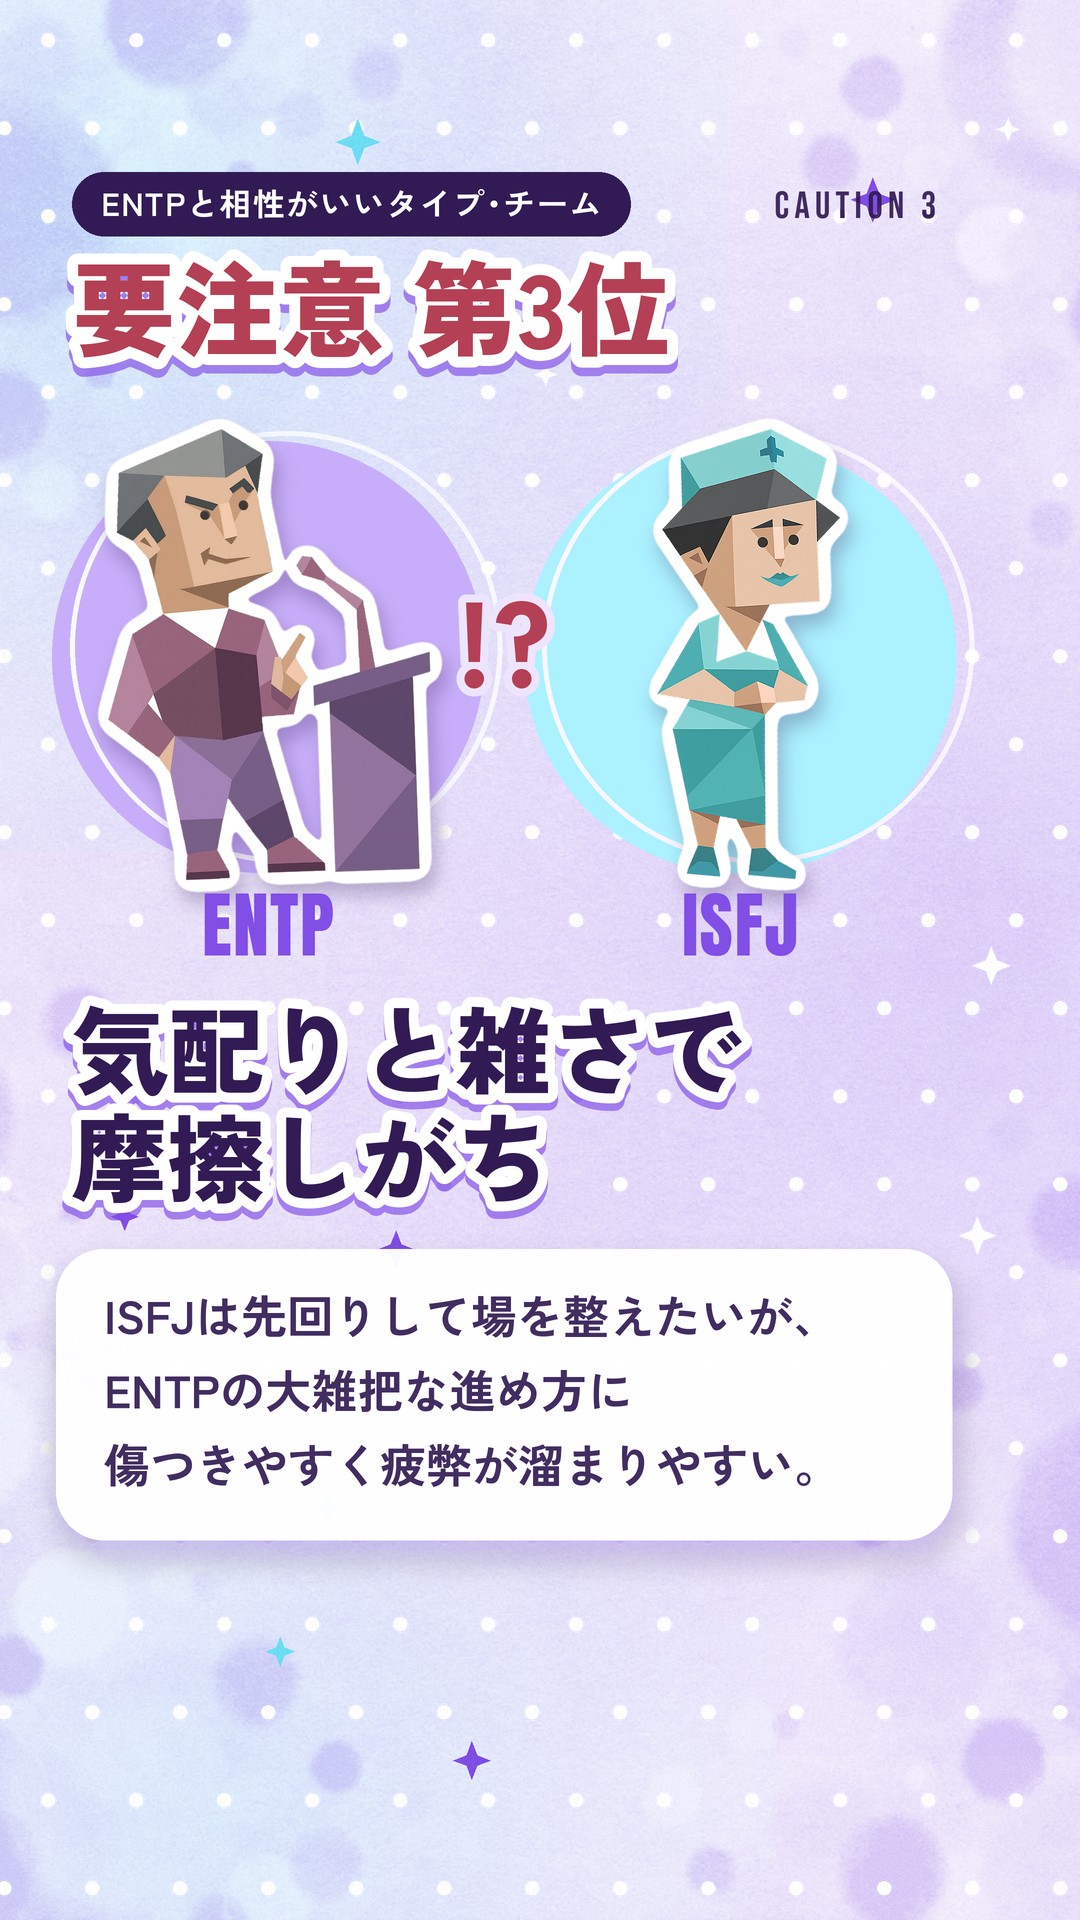 ENTPと相性がいいタイプ・チーム
CAUTION 3
要注意 第3位
!?
ENTP
ISFJ
気配りと雑さで
摩擦しがち
ISFJは先回りして場を整えたいが、
ENTPの大雑把な進め方に
傷つきやすく疲弊が溜まりやすい。